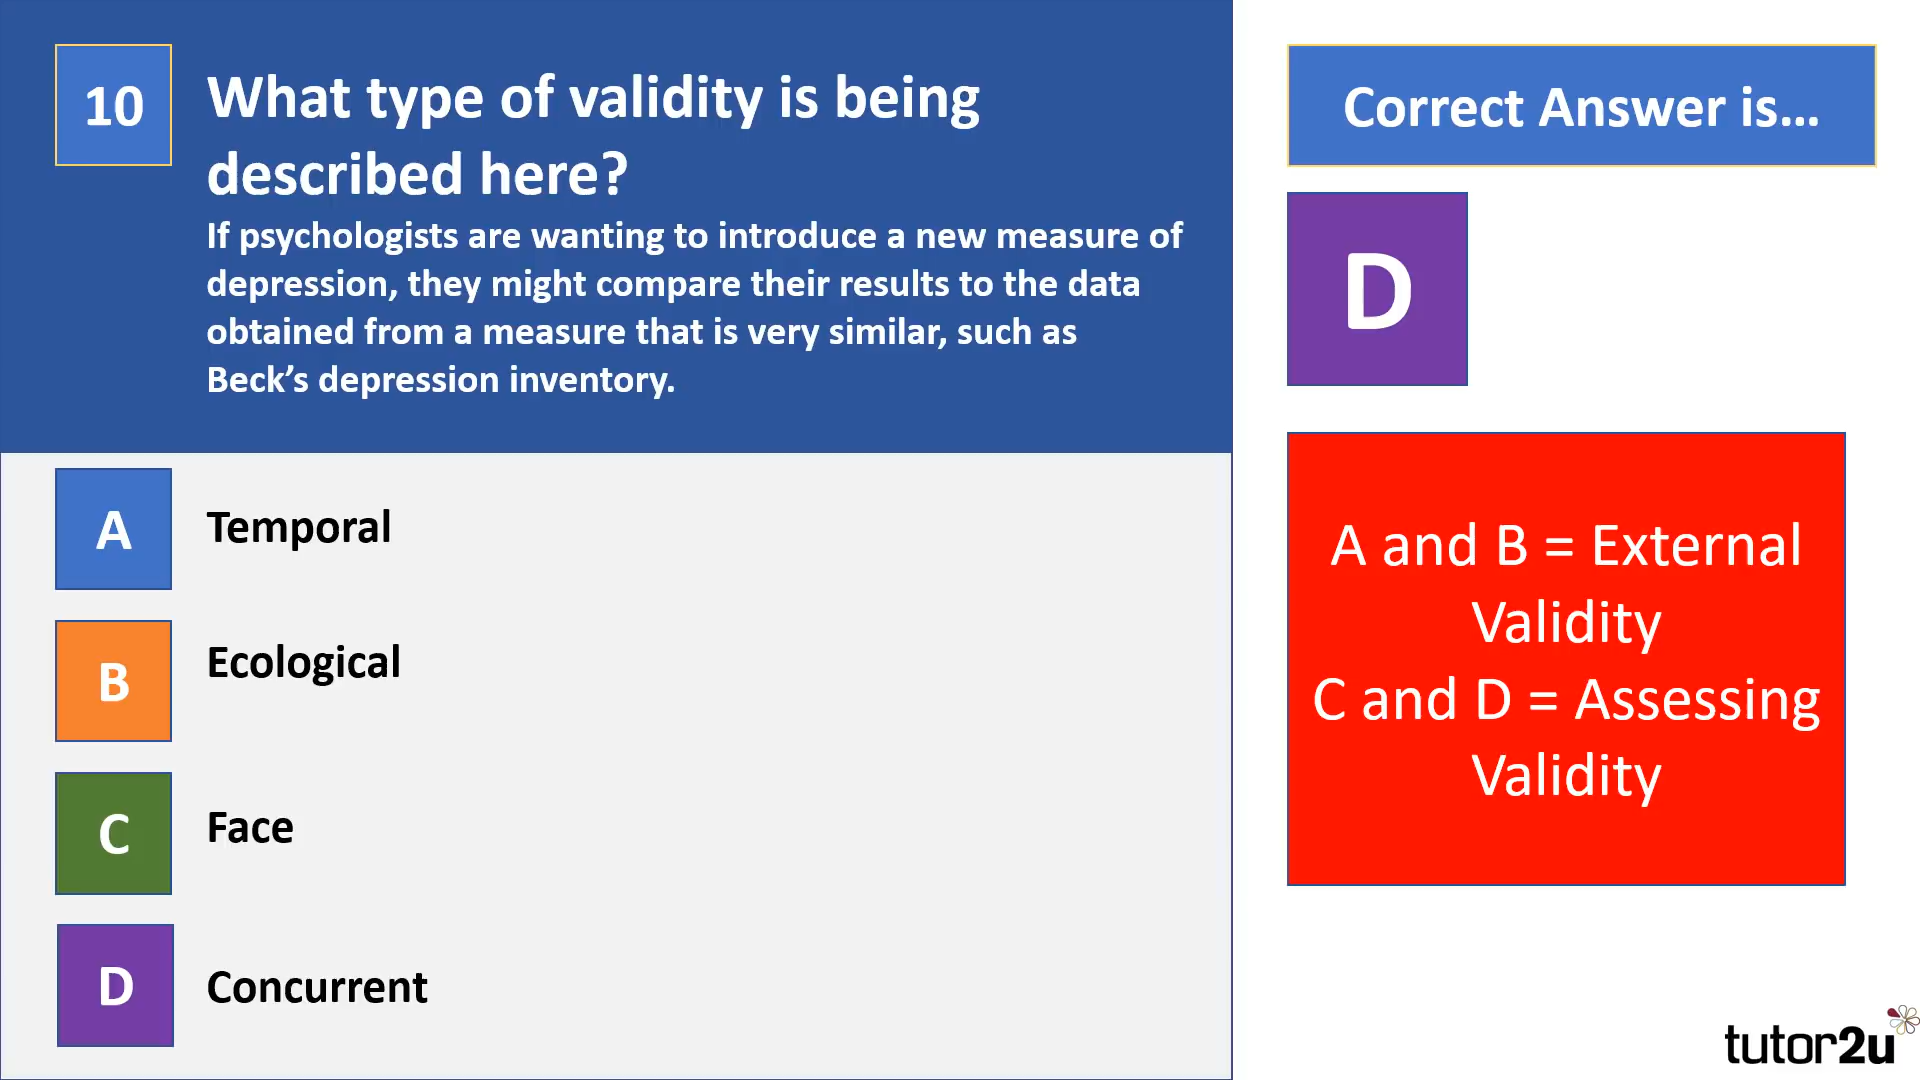 10
What type of validity is being
described here?
If psychologists are wanting to introduce a new measure of
depression, they might compare their results to the data
obtained from a measure that is very similar, such as
Beck’s depression inventory.
A
Temporal
B
Ecological
C
Face
D
Concurrent
Correct Answer is...
D
A and B = External
Validity
C and D = Assessing
Validity
tutor2u